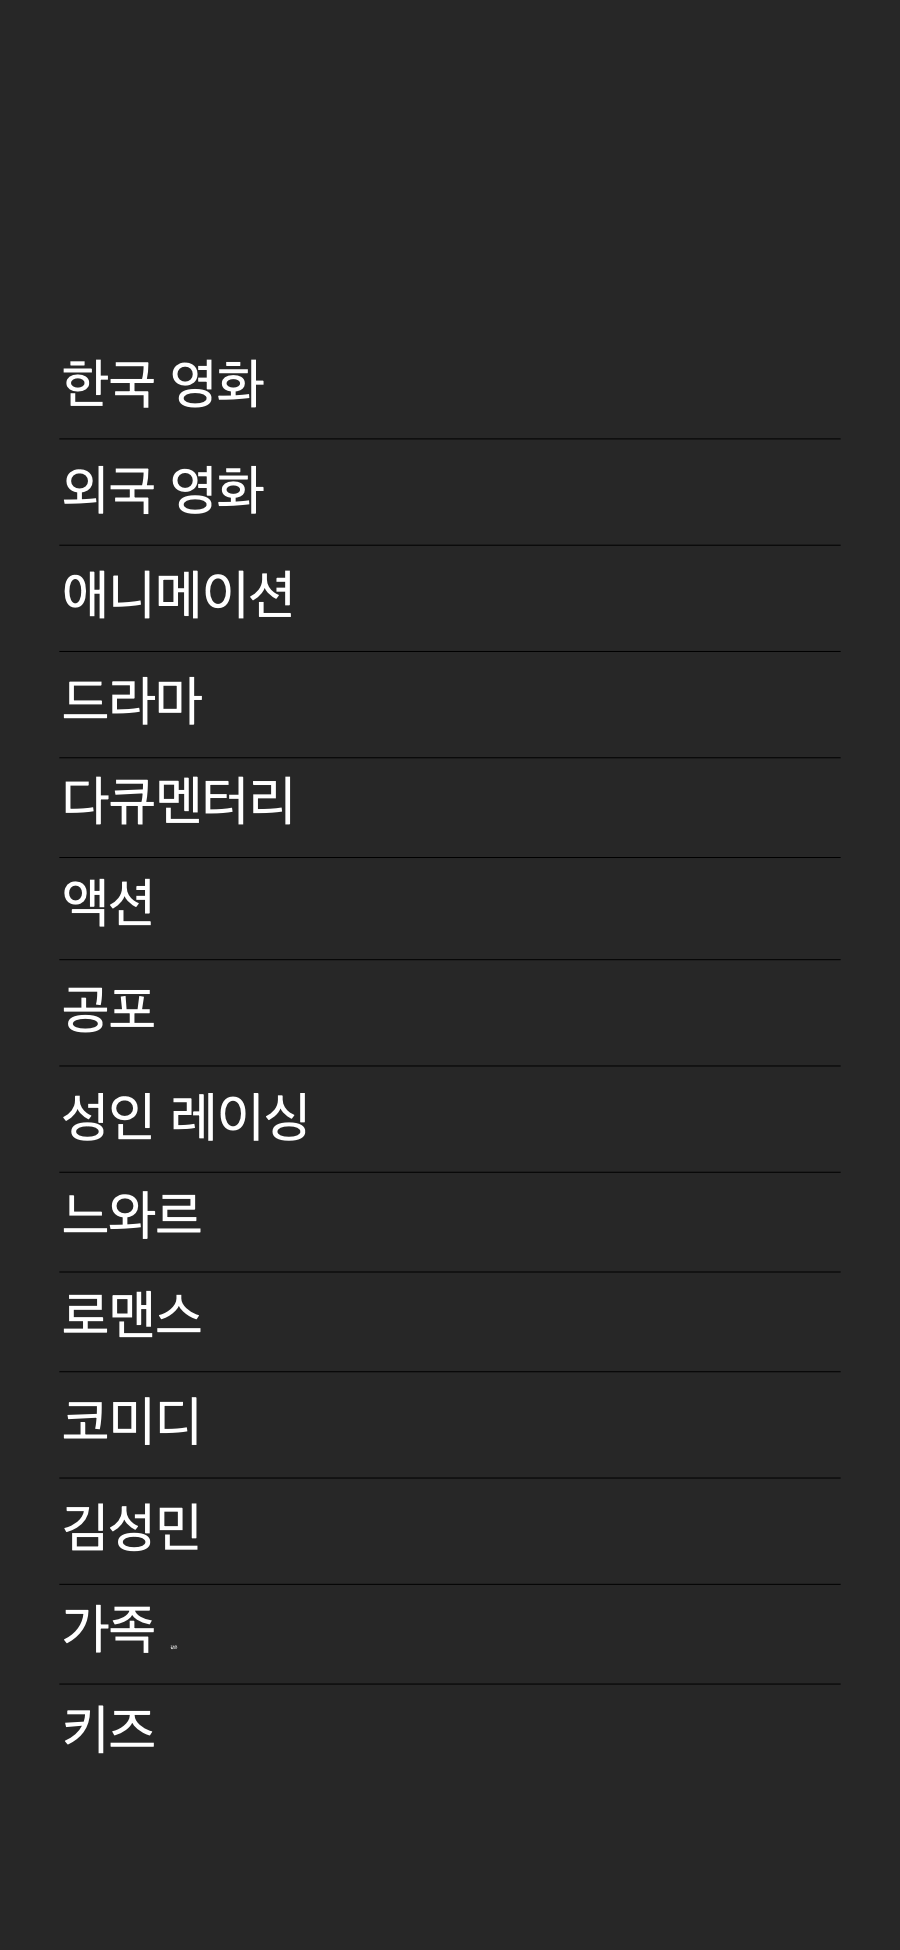 한국 영화
외국 영화
애니메이션
드라마
다큐멘터리
액션
공포
성인 레이싱
느와르
로맨스
코미디
김성민
가족
키즈